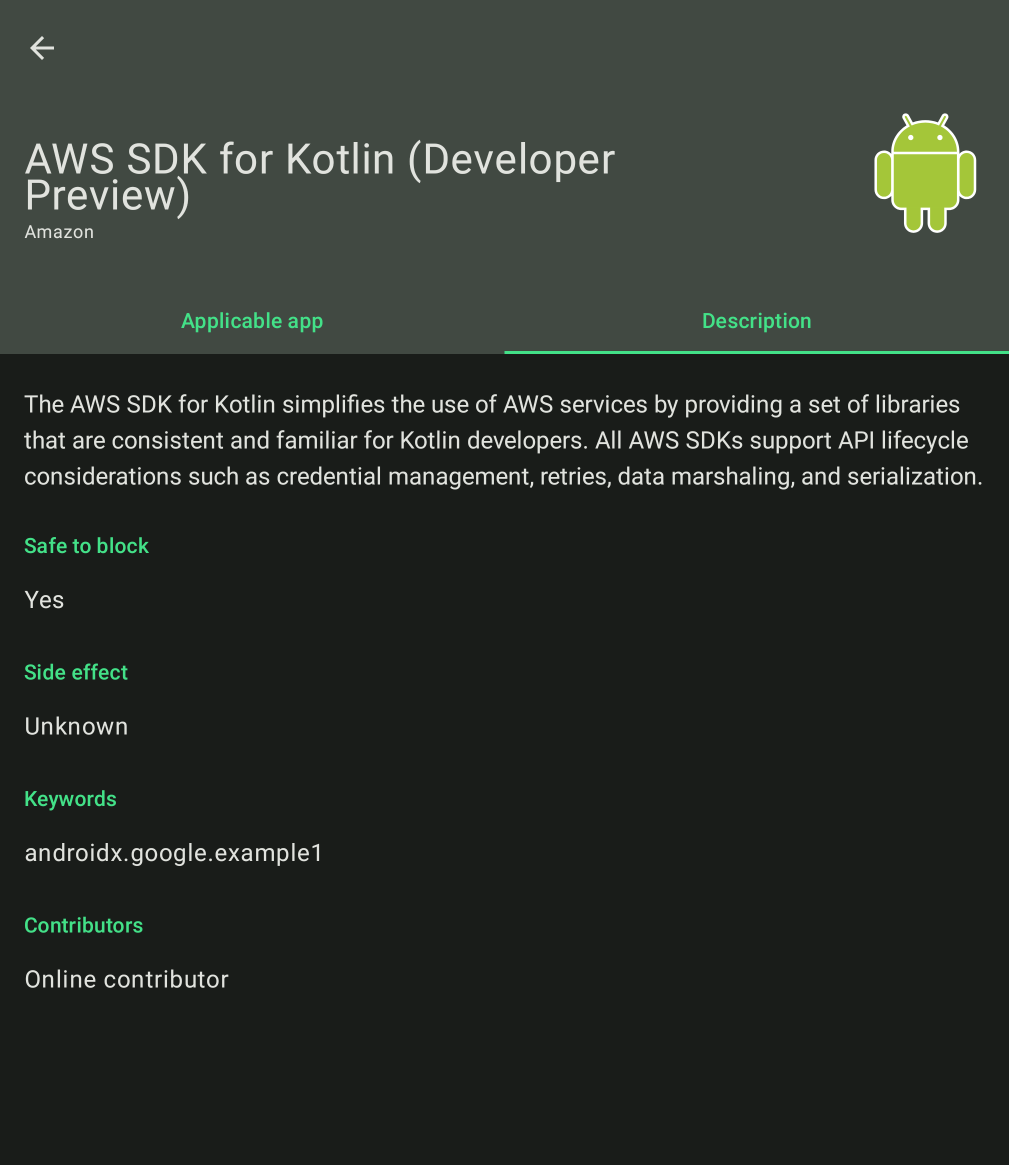 AWS SDK for Kotlin (Developer
Preview)
Amazon
Applicable app
Description
The AWS SDK for Kotlin simplifies the use of AWS services by providing a set of libraries
that are consistent and familiar for Kotlin developers. All AWS SDKs support API lifecycle
considerations such as credential management, retries, data marshaling, and serialization.
Safe to block
Yes
Side effect
Unknown
Keywords
androidx.google.example1
Contributors
Online contributor